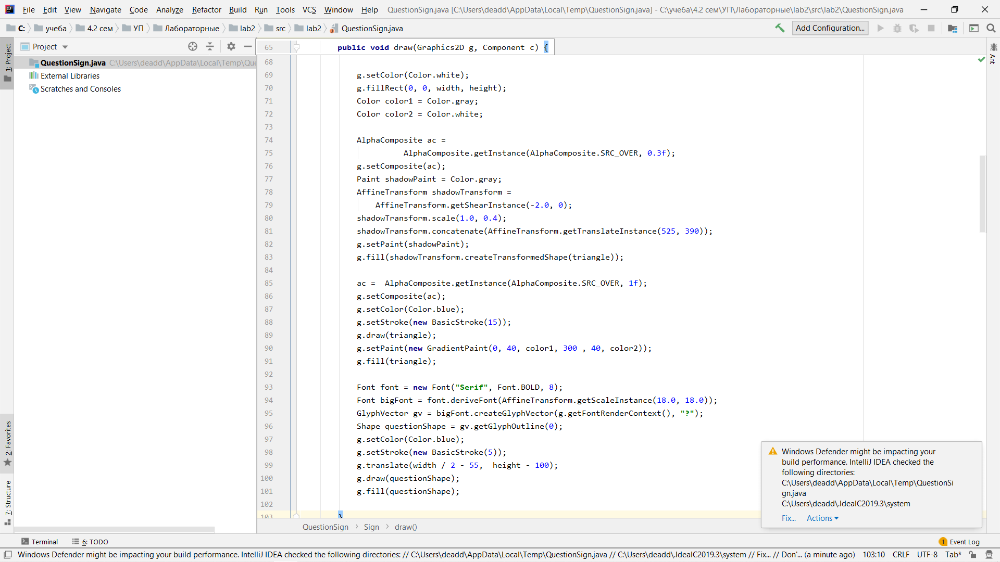 File Edit View Navigate Code Analyze Refactor Build Run Tools VCS Window Help QuestionSign.java [C:\Users\deadd\AppData\Local\Temp\QuestionSign.java] - C:\учеба\4.2 сем\УП\Лабораторные\lab2\src\lab2\QuestionSign.java
C: учеба 4.2 сем УП Лабораторные lab2 src lab2 QuestionSign.java Add Configuration...
1: Project
Project
QuestionSign.java C:\Users\deadd\AppData\Local\Temp\Que
External Libraries
Scratches and Consoles
2: Favorites
7: Structure
Ant
65 public void draw(Graphics2D g, Component c) {
68
69 g.setColor(Color.white);
70 g.fillRect(0, 0, width, height);
71 Color color1 = Color.gray;
72 Color color2 = Color.white;
73
74 AlphaComposite ac =
75 AlphaComposite.getInstance(AlphaComposite.SRC_OVER, 0.3f);
76 g.setComposite(ac);
77 Paint shadowPaint = Color.gray;
78 AffineTransform shadowTransform =
79 AffineTransform.getShearInstance(-2.0, 0);
80 shadowTransform.scale(1.0, 0.4);
81 shadowTransform.concatenate(AffineTransform.getTranslateInstance(525, 390));
82 g.setPaint(shadowPaint);
83 g.fill(shadowTransform.createTransformedShape(triangle));
84
85 ac =  AlphaComposite.getInstance(AlphaComposite.SRC_OVER, 1f);
86 g.setComposite(ac);
87 g.setColor(Color.blue);
88 g.setStroke(new BasicStroke(15));
89 g.draw(triangle);
90 g.setPaint(new GradientPaint(0, 40, color1, 300 , 40, color2));
91 g.fill(triangle);
92
93 Font font = new Font("Serif", Font.BOLD, 8);
94 Font bigFont = font.deriveFont(AffineTransform.getScaleInstance(18.0, 18.0));
95 GlyphVector gv = bigFont.createGlyphVector(g.getFontRenderContext(), "?");
96 Shape questionShape = gv.getGlyphOutline(0);
97 g.setColor(Color.blue);
98 g.setStroke(new BasicStroke(5));
99 g.translate(width / 2 - 55,  height - 100);
100 g.draw(questionShape);
101 g.fill(questionShape);
102
103 }
Windows Defender might be impacting your
build performance. IntelliJ IDEA checked the
following directories:
C:\Users\deadd\AppData\Local\Temp\QuestionSi
gn.java
C:\Users\deadd\.IdeaIC2019.3\system
Fix... Actions
QuestionSign Sign draw()
Terminal 6: TODO 1 Event Log
Windows Defender might be impacting your build performance. IntelliJ IDEA checked the following directories: // C:\Users\deadd\AppData\Local\Temp\QuestionSign.java // C:\Users\deadd\.IdeaIC2019.3\system // Fix... // Don'... (a minute ago) 103:10 CRLF UTF-8 Tab*